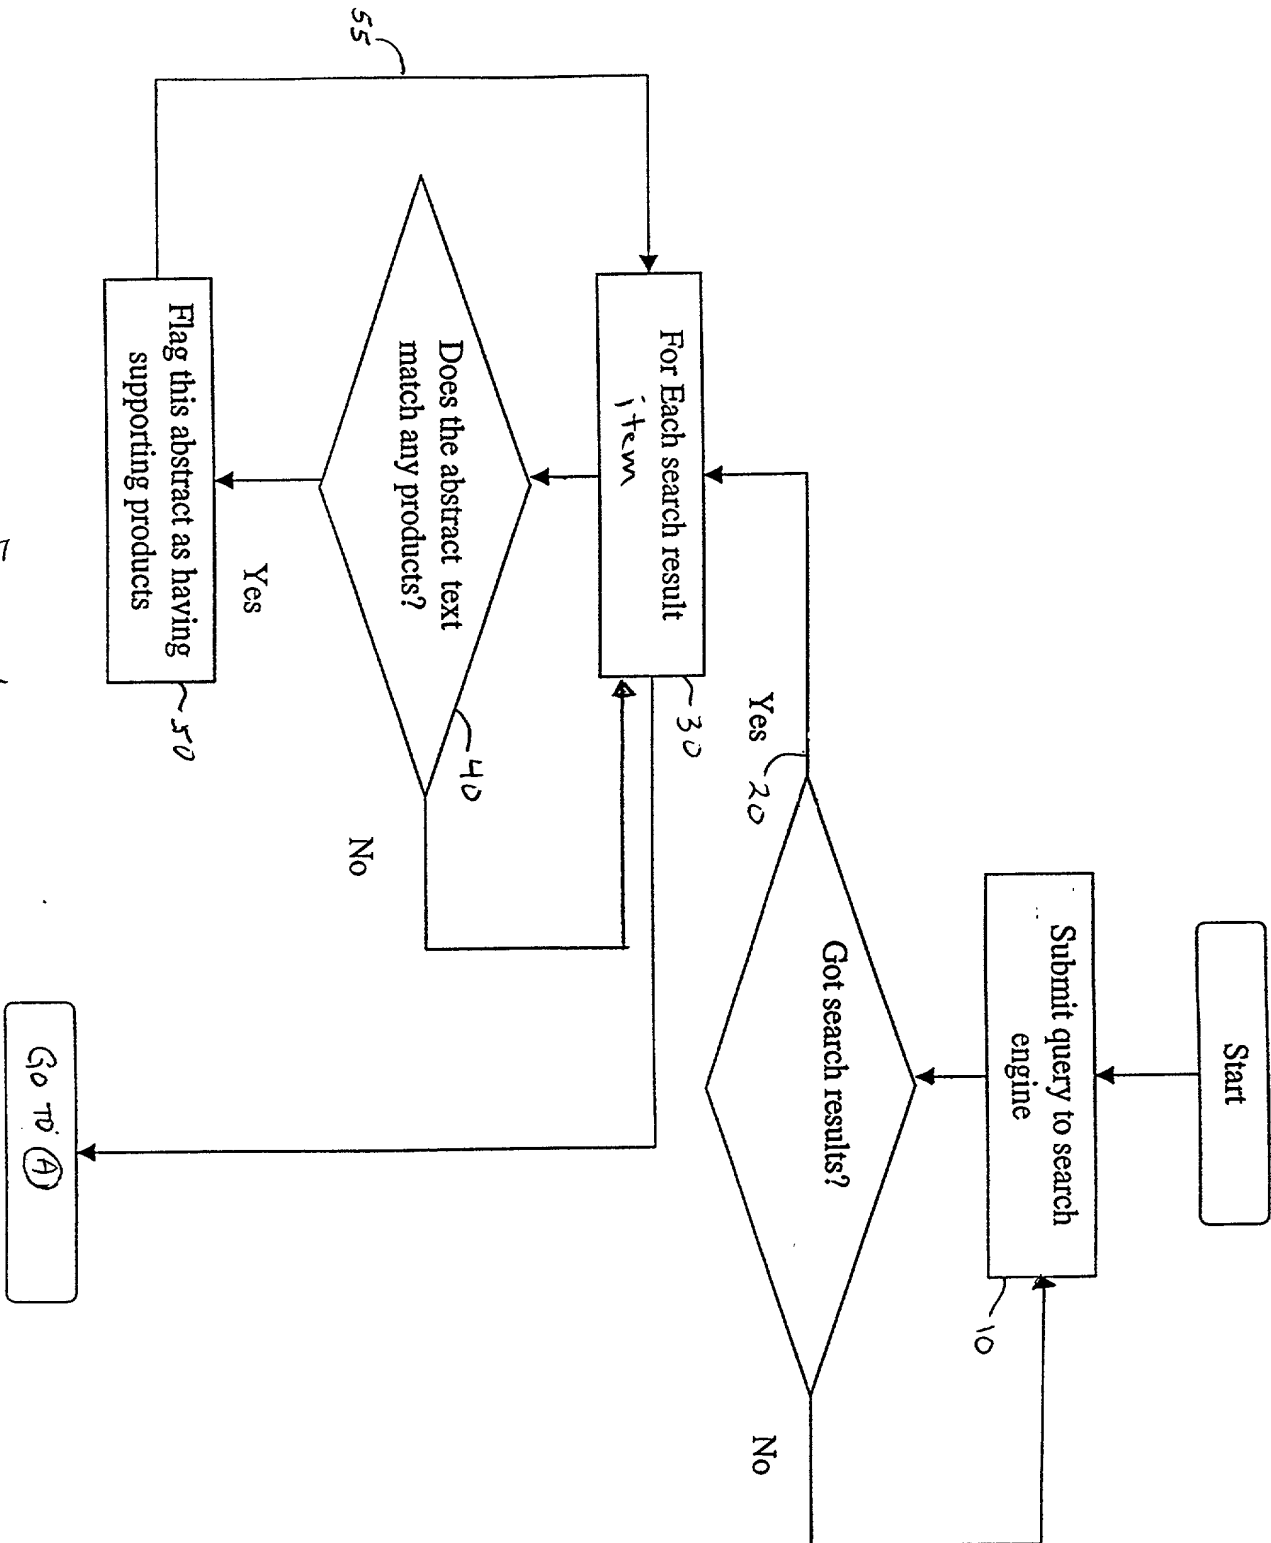 Start
Submit query to search
engine
10
Got search results?
No
Yes
20
For Each search result
item
30
Does the abstract text
match any products?
40
No
Yes
Flag this abstract as having
supporting products
50
55
GO TO A